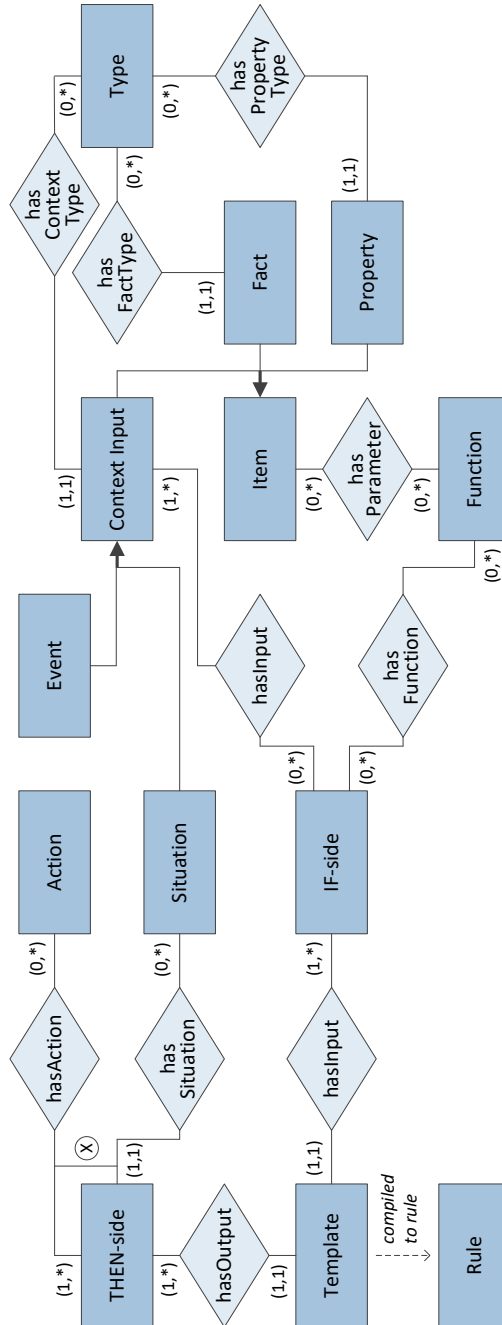 (1,*)
hasAction
(0,*)
Action
Event
(1,1)
has
Context
Type
(0,*)
THEN-side
X
(1,1)
Context Input
Type
(1,*)
hasOutput
(1,1)
has
Situation
(0,*)
Situation
(1,*)
has
FactType
(0,*)
(0,*)
(1,1)
Fact
has
Property
Type
Template
(1,1)
hasInput
(1,*)
IF-side
(0,*)
hasInput
Item
(1,1)
Property
(0,*)
has
Parameter
(0,*)
compiled
to rule
(0,*)
has
Function
(0,*)
Function
Rule